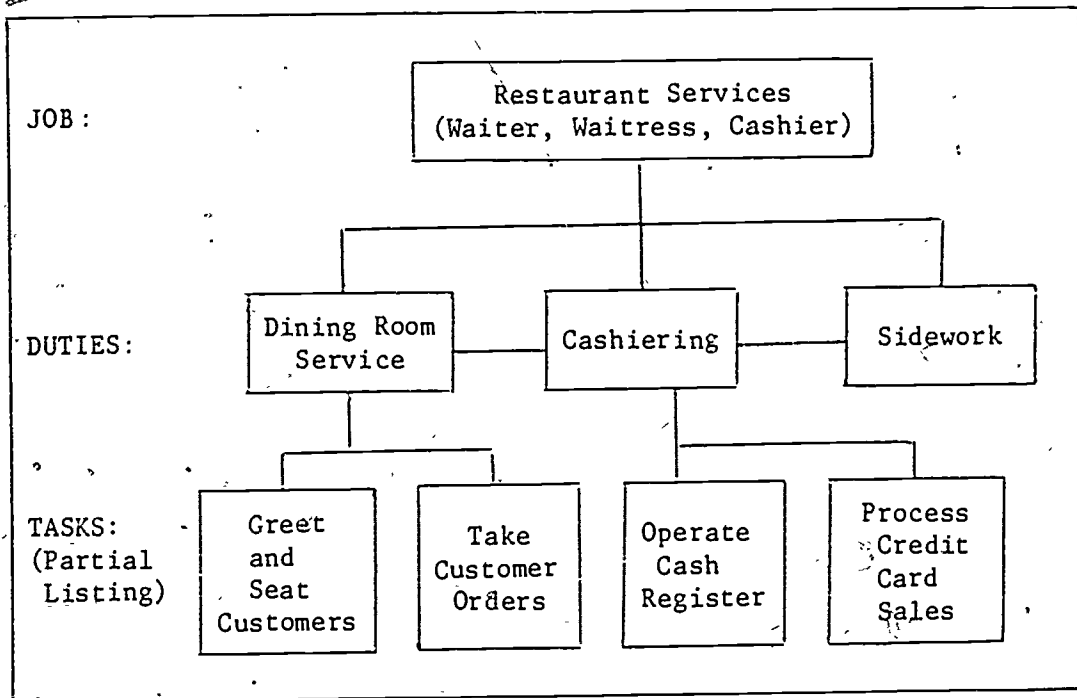 JOB:
Restaurant Services
(Waiter, Waitress, Cashier)
DUTIES:
Dining Room
Service
Cashiering
Sidework
TASKS:
(Partial
Listing)
Greet
and
Seat
Customers
Take
Customer
Orders
Operate
Cash
Register
Process
Credit
Card
Sales